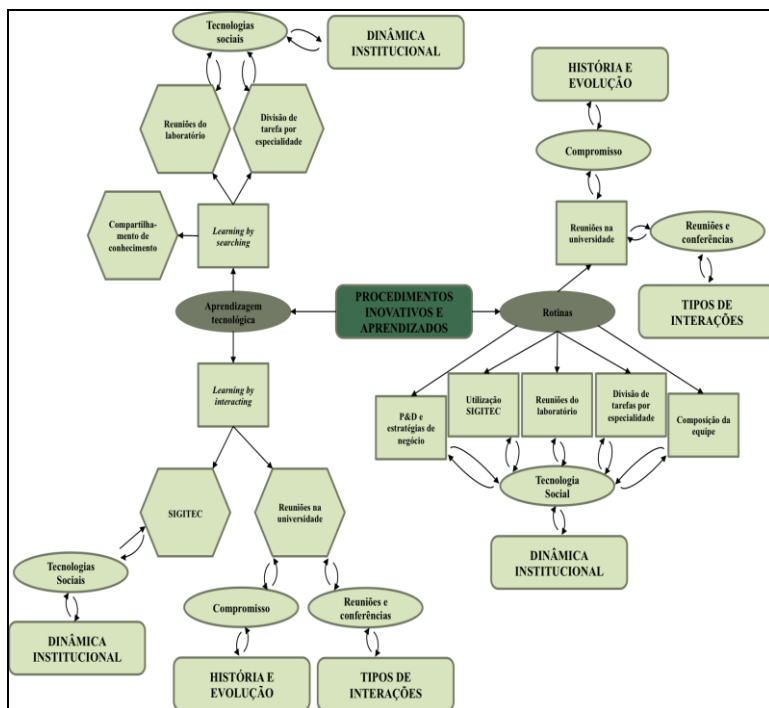 Tecnologias
sociais
DINÂMICA
INSTITUCIONAL
Reuniões do
laboratório
Divisão de
tarefa por
especialidade
Compartilha-
mento de
conhecimento
Learning by
searching
Aprendizagem
tecnológica
PROCEDIMENTOS
INOVATIVOS E
APRENDIZADOS
Learning by
interacting
SIGITEC
Reuniões na
universidade
Tecnologias
Sociais
DINÂMICA
INSTITUCIONAL
Compromisso
HISTÓRIA E
EVOLUÇÃO
Reuniões e
conferências
TIPOS DE
INTERAÇÕES
HISTÓRIA E
EVOLUÇÃO
Compromisso
Reuniões na
universidade
Reuniões e
conferências
TIPOS DE
INTERAÇÕES
Rotinas
P&D e
estratégias de
negócio
Utilização
SIGITEC
Reuniões do
laboratório
Divisão de
tarefas por
especialidade
Composição da
equipe
Tecnologia
Social
DINÂMICA
INSTITUCIONAL